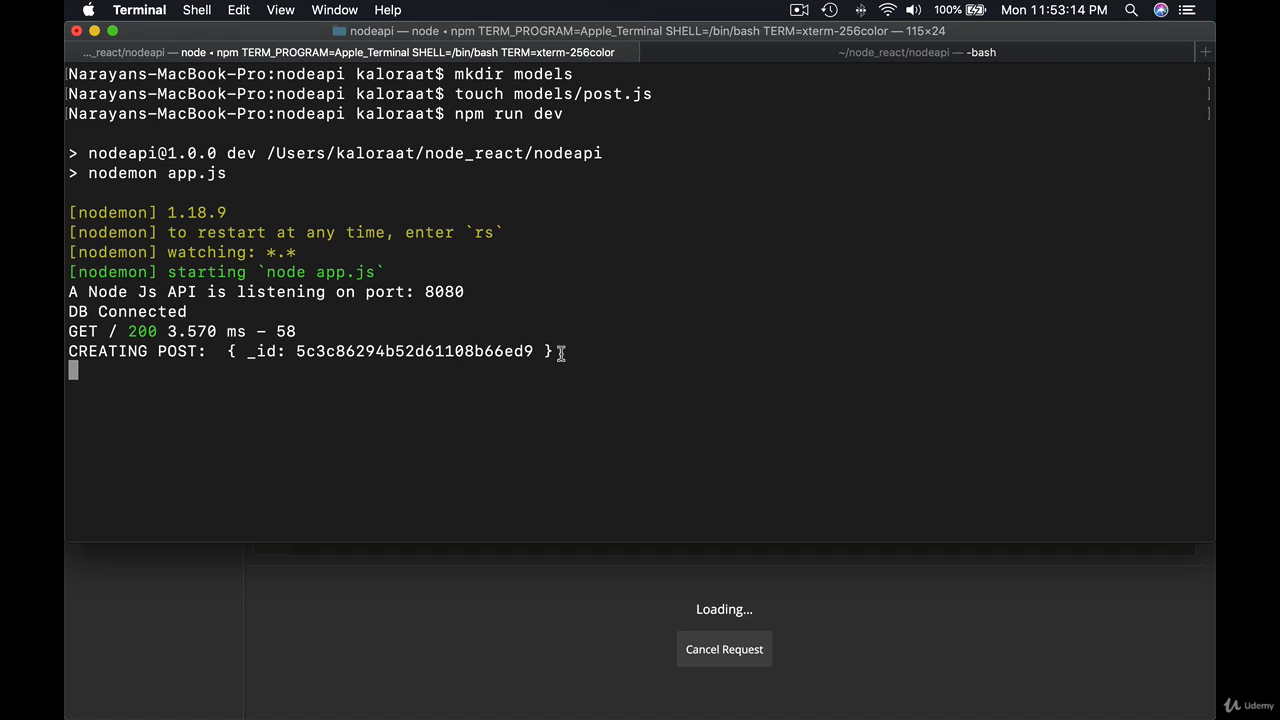 Terminal Shell Edit View Window Help 100% Mon 11:53:14 PM
nodeapi — node ◂ npm TERM_PROGRAM=Apple_Terminal SHELL=/bin/bash TERM=xterm-256color — 115×24
..._react/nodeapi — node ◂ npm TERM_PROGRAM=Apple_Terminal SHELL=/bin/bash TERM=xterm-256color ~/node_react/nodeapi — -bash +
[Narayans-MacBook-Pro:nodeapi kaloraat$ mkdir models ]
[Narayans-MacBook-Pro:nodeapi kaloraat$ touch models/post.js ]
[Narayans-MacBook-Pro:nodeapi kaloraat$ npm run dev ]
> nodeapi@1.0.0 dev /Users/kaloraat/node_react/nodeapi
> nodemon app.js
[nodemon] 1.18.9
[nodemon] to restart at any time, enter `rs`
[nodemon] watching: *.*
[nodemon] starting `node app.js`
A Node Js API is listening on port: 8080
DB Connected
GET / 200 3.570 ms - 58
CREATING POST:  { _id: 5c3c86294b52d61108b66ed9 }
Loading...
Cancel Request
Udemy